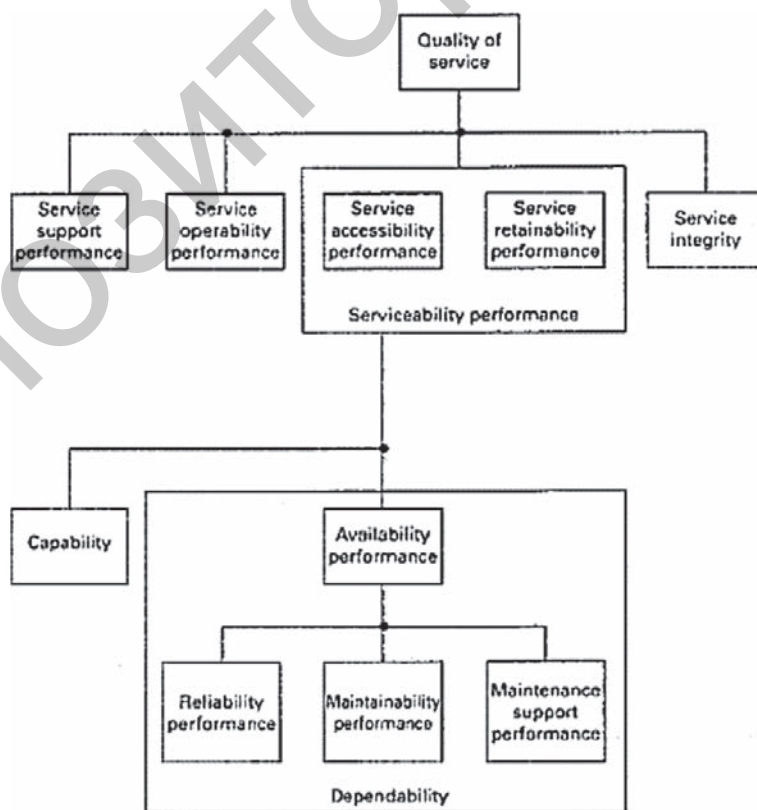 Quality of
service
Service
support
performance
Service
operability
performance
Service
accessibility
performance
Service
retainability
performance
Service
integrity
Serviceability performance
Capability
Availability
performance
Reliability
performance
Maintainability
performance
Maintenance
support
performance
Dependability